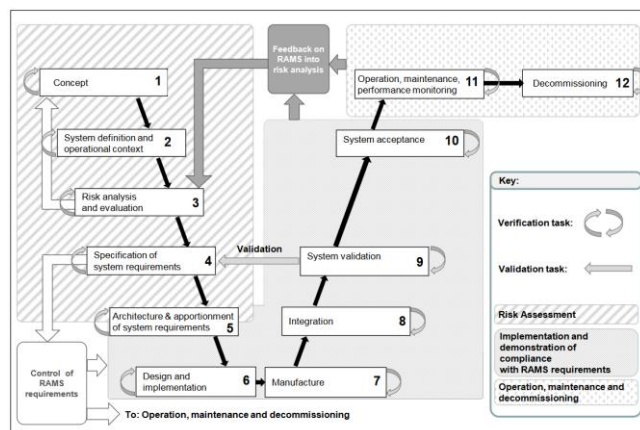 Concept 1
System definition and
operational context 2
Risk analysis
and evaluation 3
Specification of
system requirements 4
Architecture & apportionment
of system requirements 5
Design and
implementation 6
Manufacture 7
Integration 8
System validation 9
System acceptance 10
Operation, maintenance,
performance monitoring 11
Decommissioning 12
Feedback on
RAMS into
risk analysis
Validation
Control of
RAMS
requirements
To: Operation, maintenance and decommissioning
Key:
Verification task:
Validation task:
Risk Assessment
Implementation and
demonstration of
compliance
with RAMS requirements
Operation, maintenance and
decommissioning